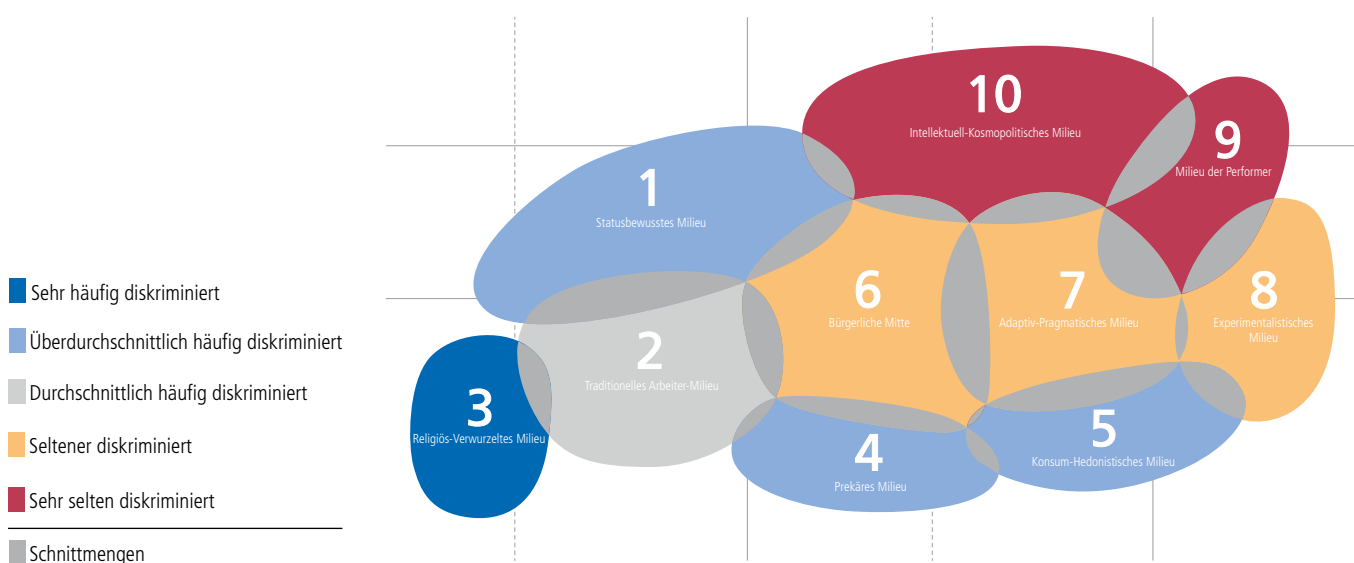 10
Intellektuell-Kosmopolitisches Milieu
9
Milieu der Performer
1
Statusbewusstes Milieu
6
Bürgerliche Mitte
7
Adaptiv-Pragmatisches Milieu
8
Experimentalistisches
Milieu
2
Traditionelles Arbeiter-Milieu
3
Religiös-Verwurzeltes Milieu
4
Prekäres Milieu
5
Konsum-Hedonistisches Milieu
Sehr häufig diskriminiert
Überdurchschnittlich häufig diskriminiert
Durchschnittlich häufig diskriminiert
Seltener diskriminiert
Sehr selten diskriminiert
Schnittmengen